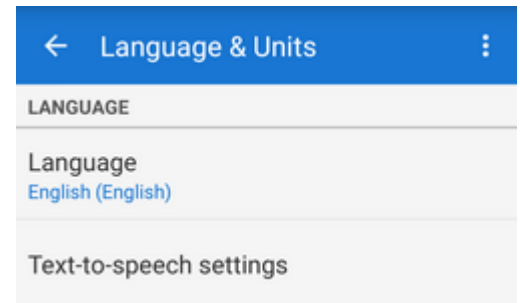 Language & Units
LANGUAGE
Language
English (English)
Text-to-speech settings